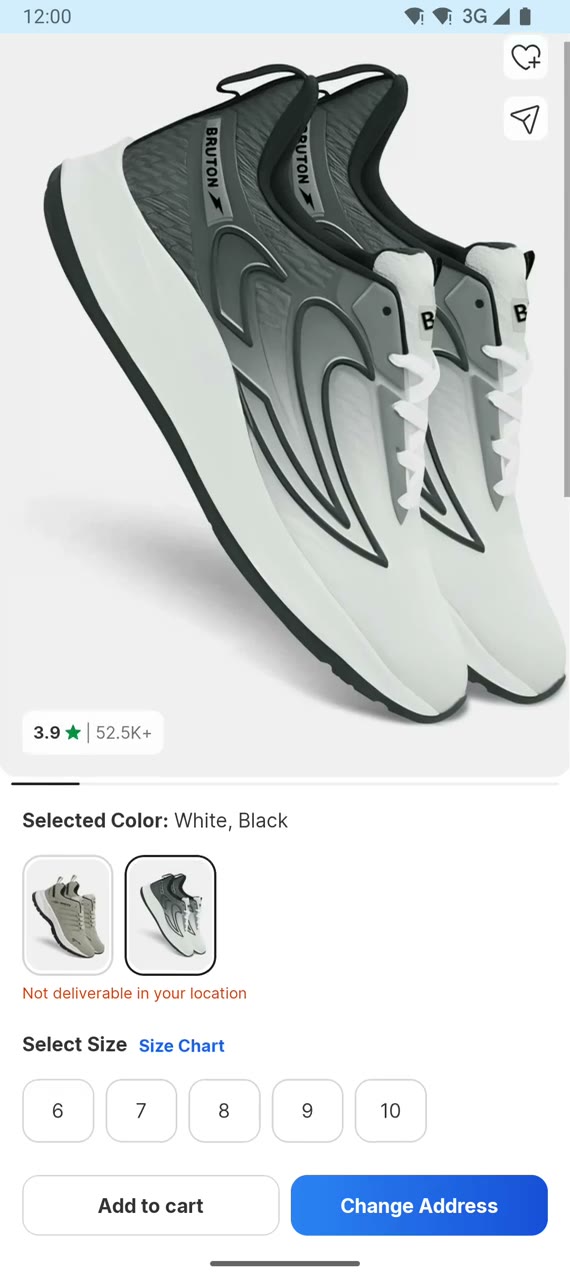 12:00
3G
BRUTON
BRUTON
B
B
3.9 ★ | 52.5K+
Selected Color: White, Black
Not deliverable in your location
Select Size Size Chart
6 7 8 9 10
Add to cart Change Address